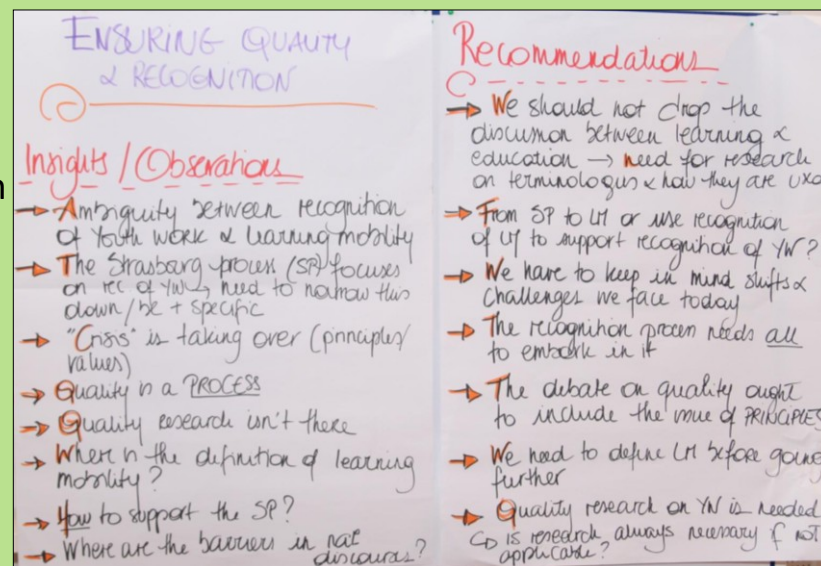 n
ENSURING QUALITY
& RECOGNITION
Insights / Observations
→ Ambiguity between recognition
of Youth work & learning mobility
→ The Strasbourg process (SP) focuses
on rec of YW → need to narrow this
down / be + specific
→ "Crisis" is taking over (principles/
values)
→ Quality is a PROCESS
→ Quality research isn't there
→ Where is the definition of learning
mobility?
→ How to support the SP?
→ Where are the barriers in nat
discourses?
Recommendations
→ We should not drop the
discussion between learning &
education → need for research
on terminologies & how they are used
→ From SP to LM or use recognition
of LM to support recognition of YW?
→ We have to keep in mind shifts &
challenges we face today
→ The recognition process needs all
to embark in it
→ The debate on quality ought
to include the issue of PRINCIPLES
→ We need to define LM before going
further
→ Quality research on YW is needed
↳ is research always necessary if not
applicable?